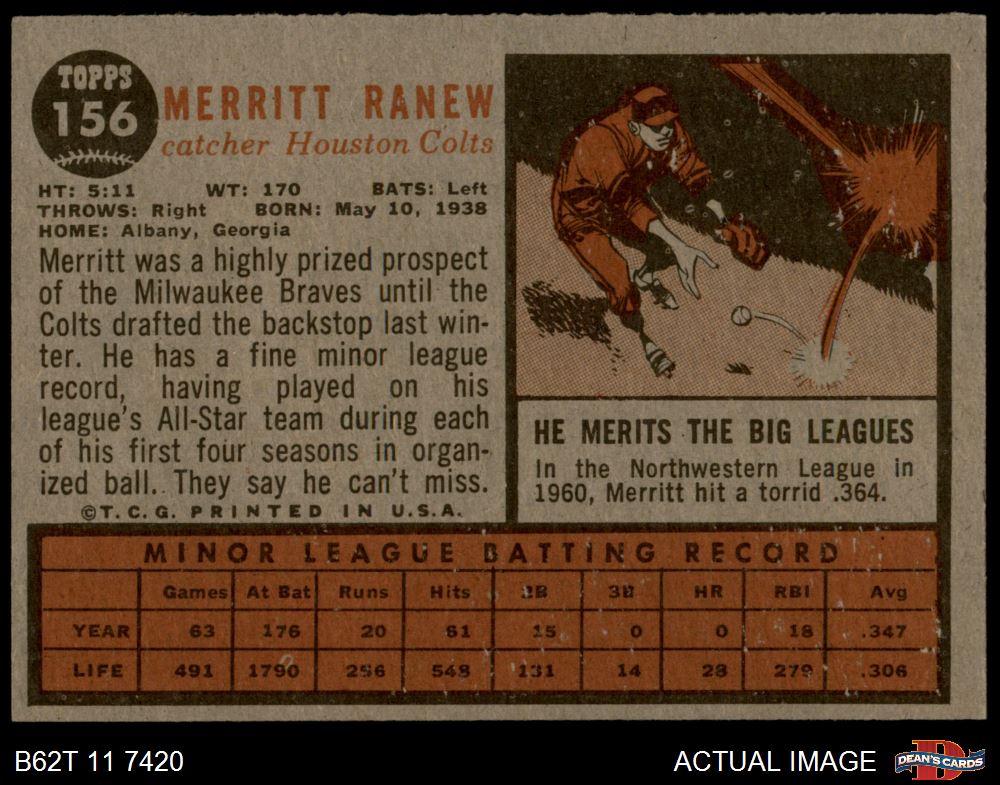 TOPPS
156
MERRITT RANEW
catcher Houston Colts
HT: 5:11 WT: 170 BATS: Left
THROWS: Right BORN: May 10, 1938
HOME: Albany, Georgia
Merritt was a highly prized prospect
of the Milwaukee Braves until the
Colts drafted the backstop last win-
ter. He has a fine minor league
record, having played on his
league's All-Star team during each
of his first four seasons in organ-
ized ball. They say he can't miss.
©T.C.G. PRINTED IN U.S.A.
HE MERITS THE BIG LEAGUES
In the Northwestern League in
1960, Merritt hit a torrid .364.
MINOR LEAGUE BATTING RECORD
Games At Bat Runs Hits 2B 3B HR RBI Avg
YEAR 63 176 20 61 15 0 0 18 .347
LIFE 491 1790 256 548 131 14 28 279 .306
B62T 11 7420
ACTUAL IMAGE
DEAN'S CARDS